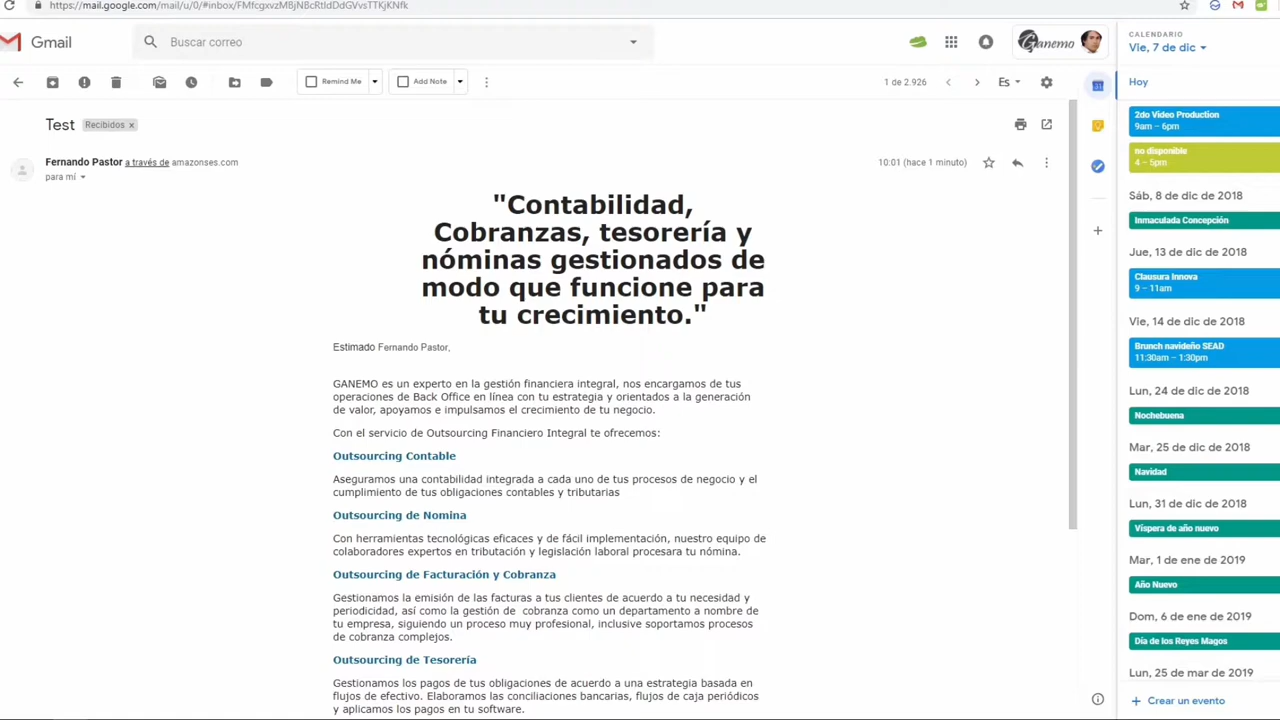 https://mail.google.com/mail/u/0/#inbox/FMfcgxvzMBjNBcRtldDdGVvsTTKjKNfk
Gmail
Buscar correo
Ganemo
CALENDARIO
Vie, 7 de dic
Remind Me
Add Note
1 de 2.926
Es
Hoy
Test
Recibidos x
Fernando Pastor a través de amazonses.com
para mí
10:01 (hace 1 minuto)
"Contabilidad,
Cobranzas, tesorería y
nóminas gestionados de
modo que funcione para
tu crecimiento."
Estimado Fernando Pastor,
GANEMO es un experto en la gestión financiera integral, nos encargamos de tus
operaciones de Back Office en línea con tu estrategia y orientados a la generación
de valor, apoyamos e impulsamos el crecimiento de tu negocio.
Con el servicio de Outsourcing Financiero Integral te ofrecemos:
Outsourcing Contable
Aseguramos una contabilidad integrada a cada uno de tus procesos de negocio y el
cumplimiento de tus obligaciones contables y tributarias
Outsourcing de Nomina
Con herramientas tecnológicas eficaces y de fácil implementación, nuestro equipo de
colaboradores expertos en tributación y legislación laboral procesara tu nómina.
Outsourcing de Facturación y Cobranza
Gestionamos la emisión de las facturas a tus clientes de acuerdo a tu necesidad y
periodicidad, así como la gestión de cobranza como un departamento a nombre de
tu empresa, siguiendo un proceso muy profesional, inclusive soportamos procesos
de cobranza complejos.
Outsourcing de Tesorería
Gestionamos los pagos de tus obligaciones de acuerdo a una estrategia basada en
flujos de efectivo. Elaboramos las conciliaciones bancarias, flujos de caja periódicos
y aplicamos los pagos en tu software.
31
2do Video Production
9am – 6pm
no disponible
4 – 5pm
Sáb, 8 de dic de 2018
Inmaculada Concepción
Jue, 13 de dic de 2018
Clausura Innova
9 – 11am
Vie, 14 de dic de 2018
Brunch navideño SEAD
11:30am – 1:30pm
Lun, 24 de dic de 2018
Nochebuena
Mar, 25 de dic de 2018
Navidad
Lun, 31 de dic de 2018
Víspera de año nuevo
Mar, 1 de ene de 2019
Año Nuevo
Dom, 6 de ene de 2019
Día de los Reyes Magos
Lun, 25 de mar de 2019
Crear un evento